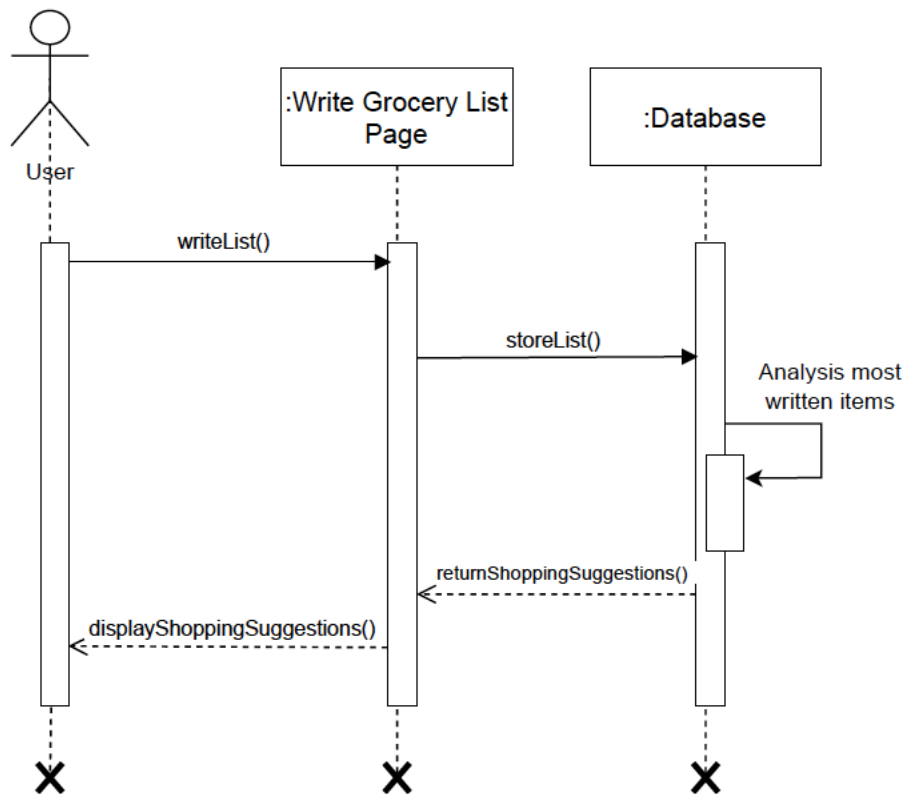 :Write Grocery List
Page
:Database
User
writeList()
storeList()
Analysis most
written items
returnShoppingSuggestions()
displayShoppingSuggestions()